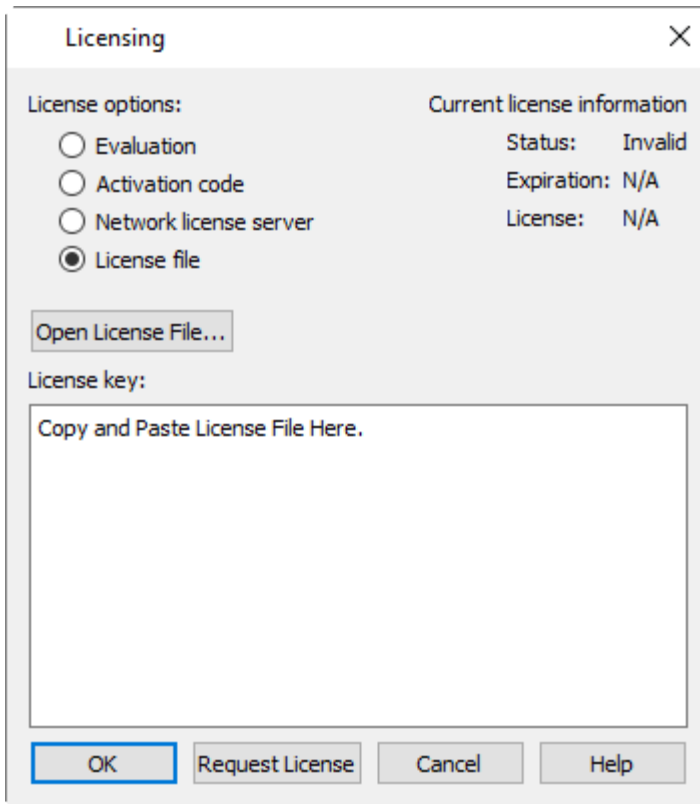 Licensing
License options:
Evaluation
Activation code
Network license server
License file
Current license information
Status: Invalid
Expiration: N/A
License: N/A
Open License File...
License key:
Copy and Paste License File Here.
OK
Request License
Cancel
Help